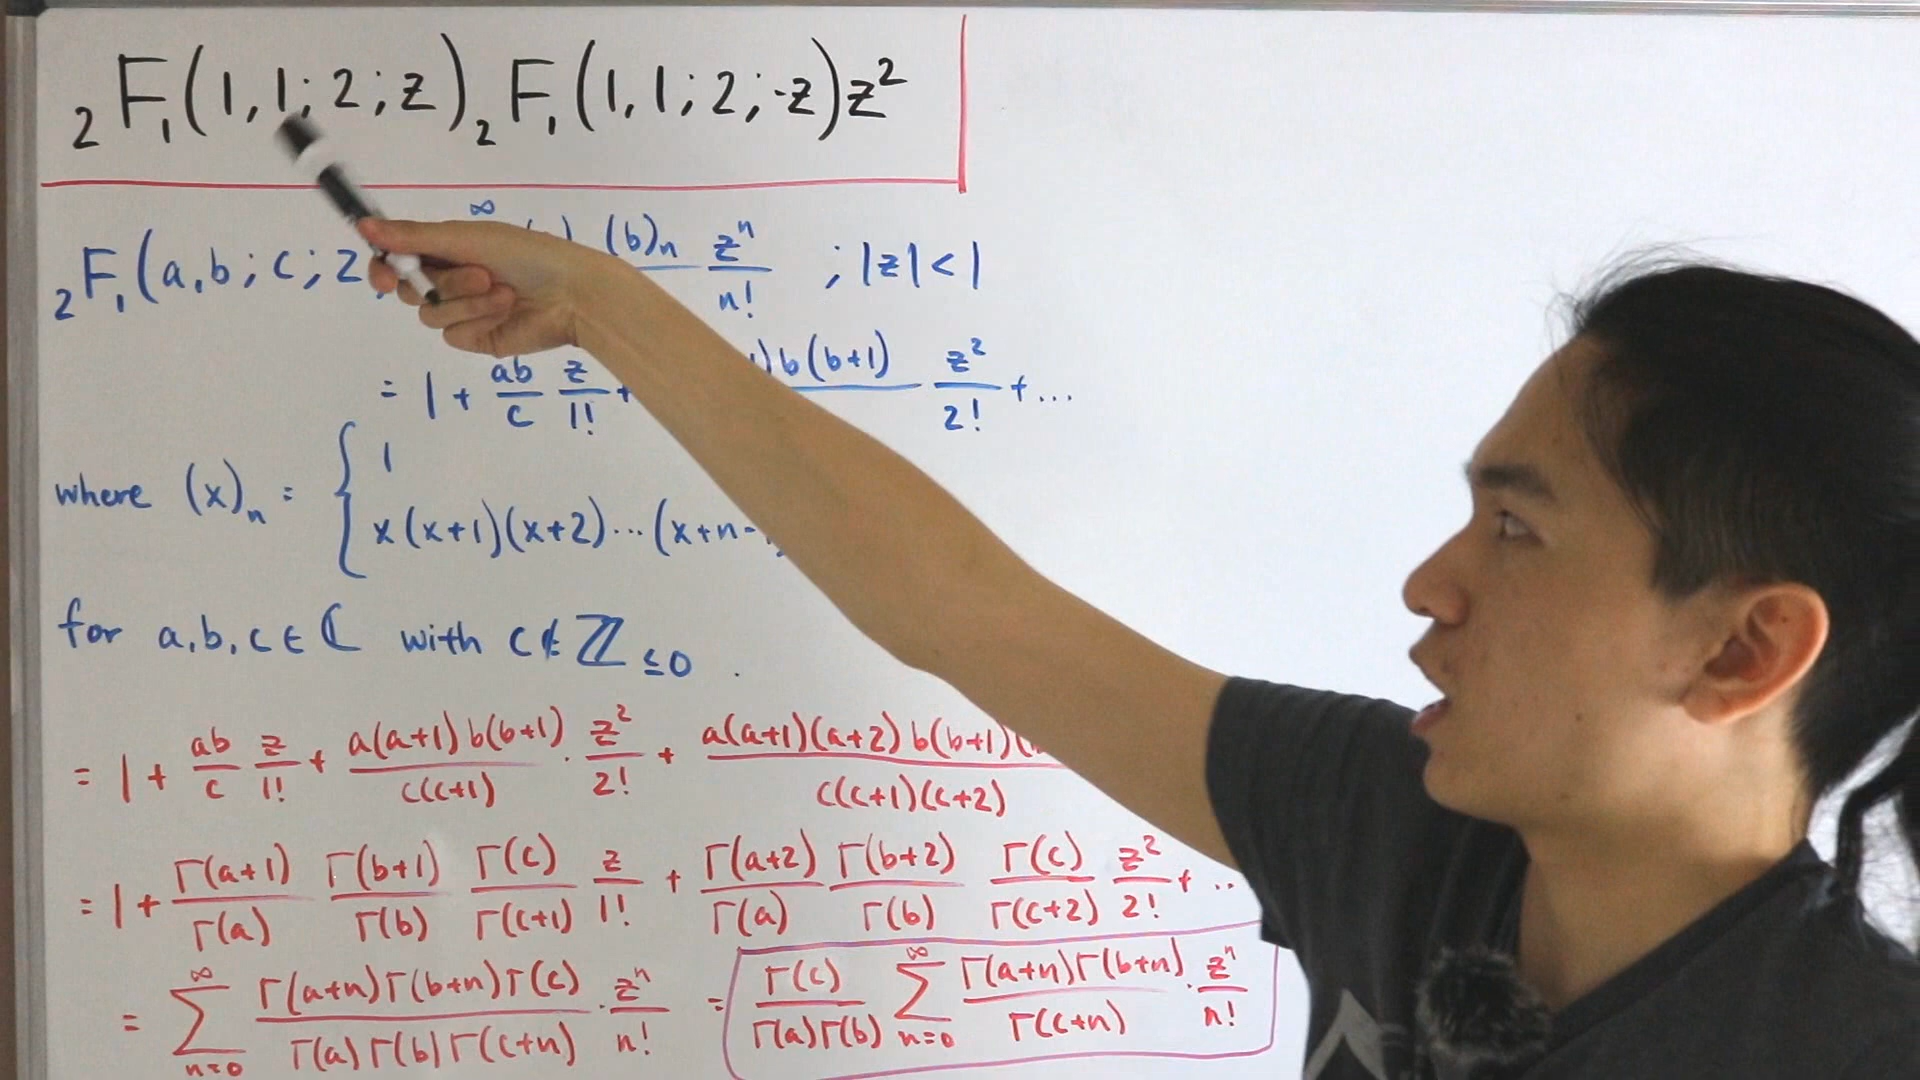 ₂F₁(1,1;2;z) ₂F₁(1,1;2;-z)z²
₂F₁(a,b;c;z ∞ (b)ₙ zⁿ/n! ; |z|<1
= 1 + ab/c z/1! + )b(b+1) z²/2! + ...
where (x)ₙ = { 1
x(x+1)(x+2)...(x+n-
for a,b,c ∈ ℂ with c ∉ ℤ≤0 .
= 1 + ab/c z/1! + a(a+1)b(b+1)/c(c+1) · z²/2! + a(a+1)(a+2)b(b+1)( /c(c+1)(c+2)
= 1 + Γ(a+1)/Γ(a) Γ(b+1)/Γ(b) Γ(c)/Γ(c+1) z/1! + Γ(a+2)/Γ(a) Γ(b+2)/Γ(b) Γ(c)/Γ(c+2) z²/2! + ..
= ∞∑n=0 Γ(a+n)Γ(b+n)Γ(c)/Γ(a)Γ(b)Γ(c+n) · zⁿ/n! = Γ(c)/Γ(a)Γ(b) ∞∑n=0 Γ(a+n)Γ(b+n)/Γ(c+n) · zⁿ/n!